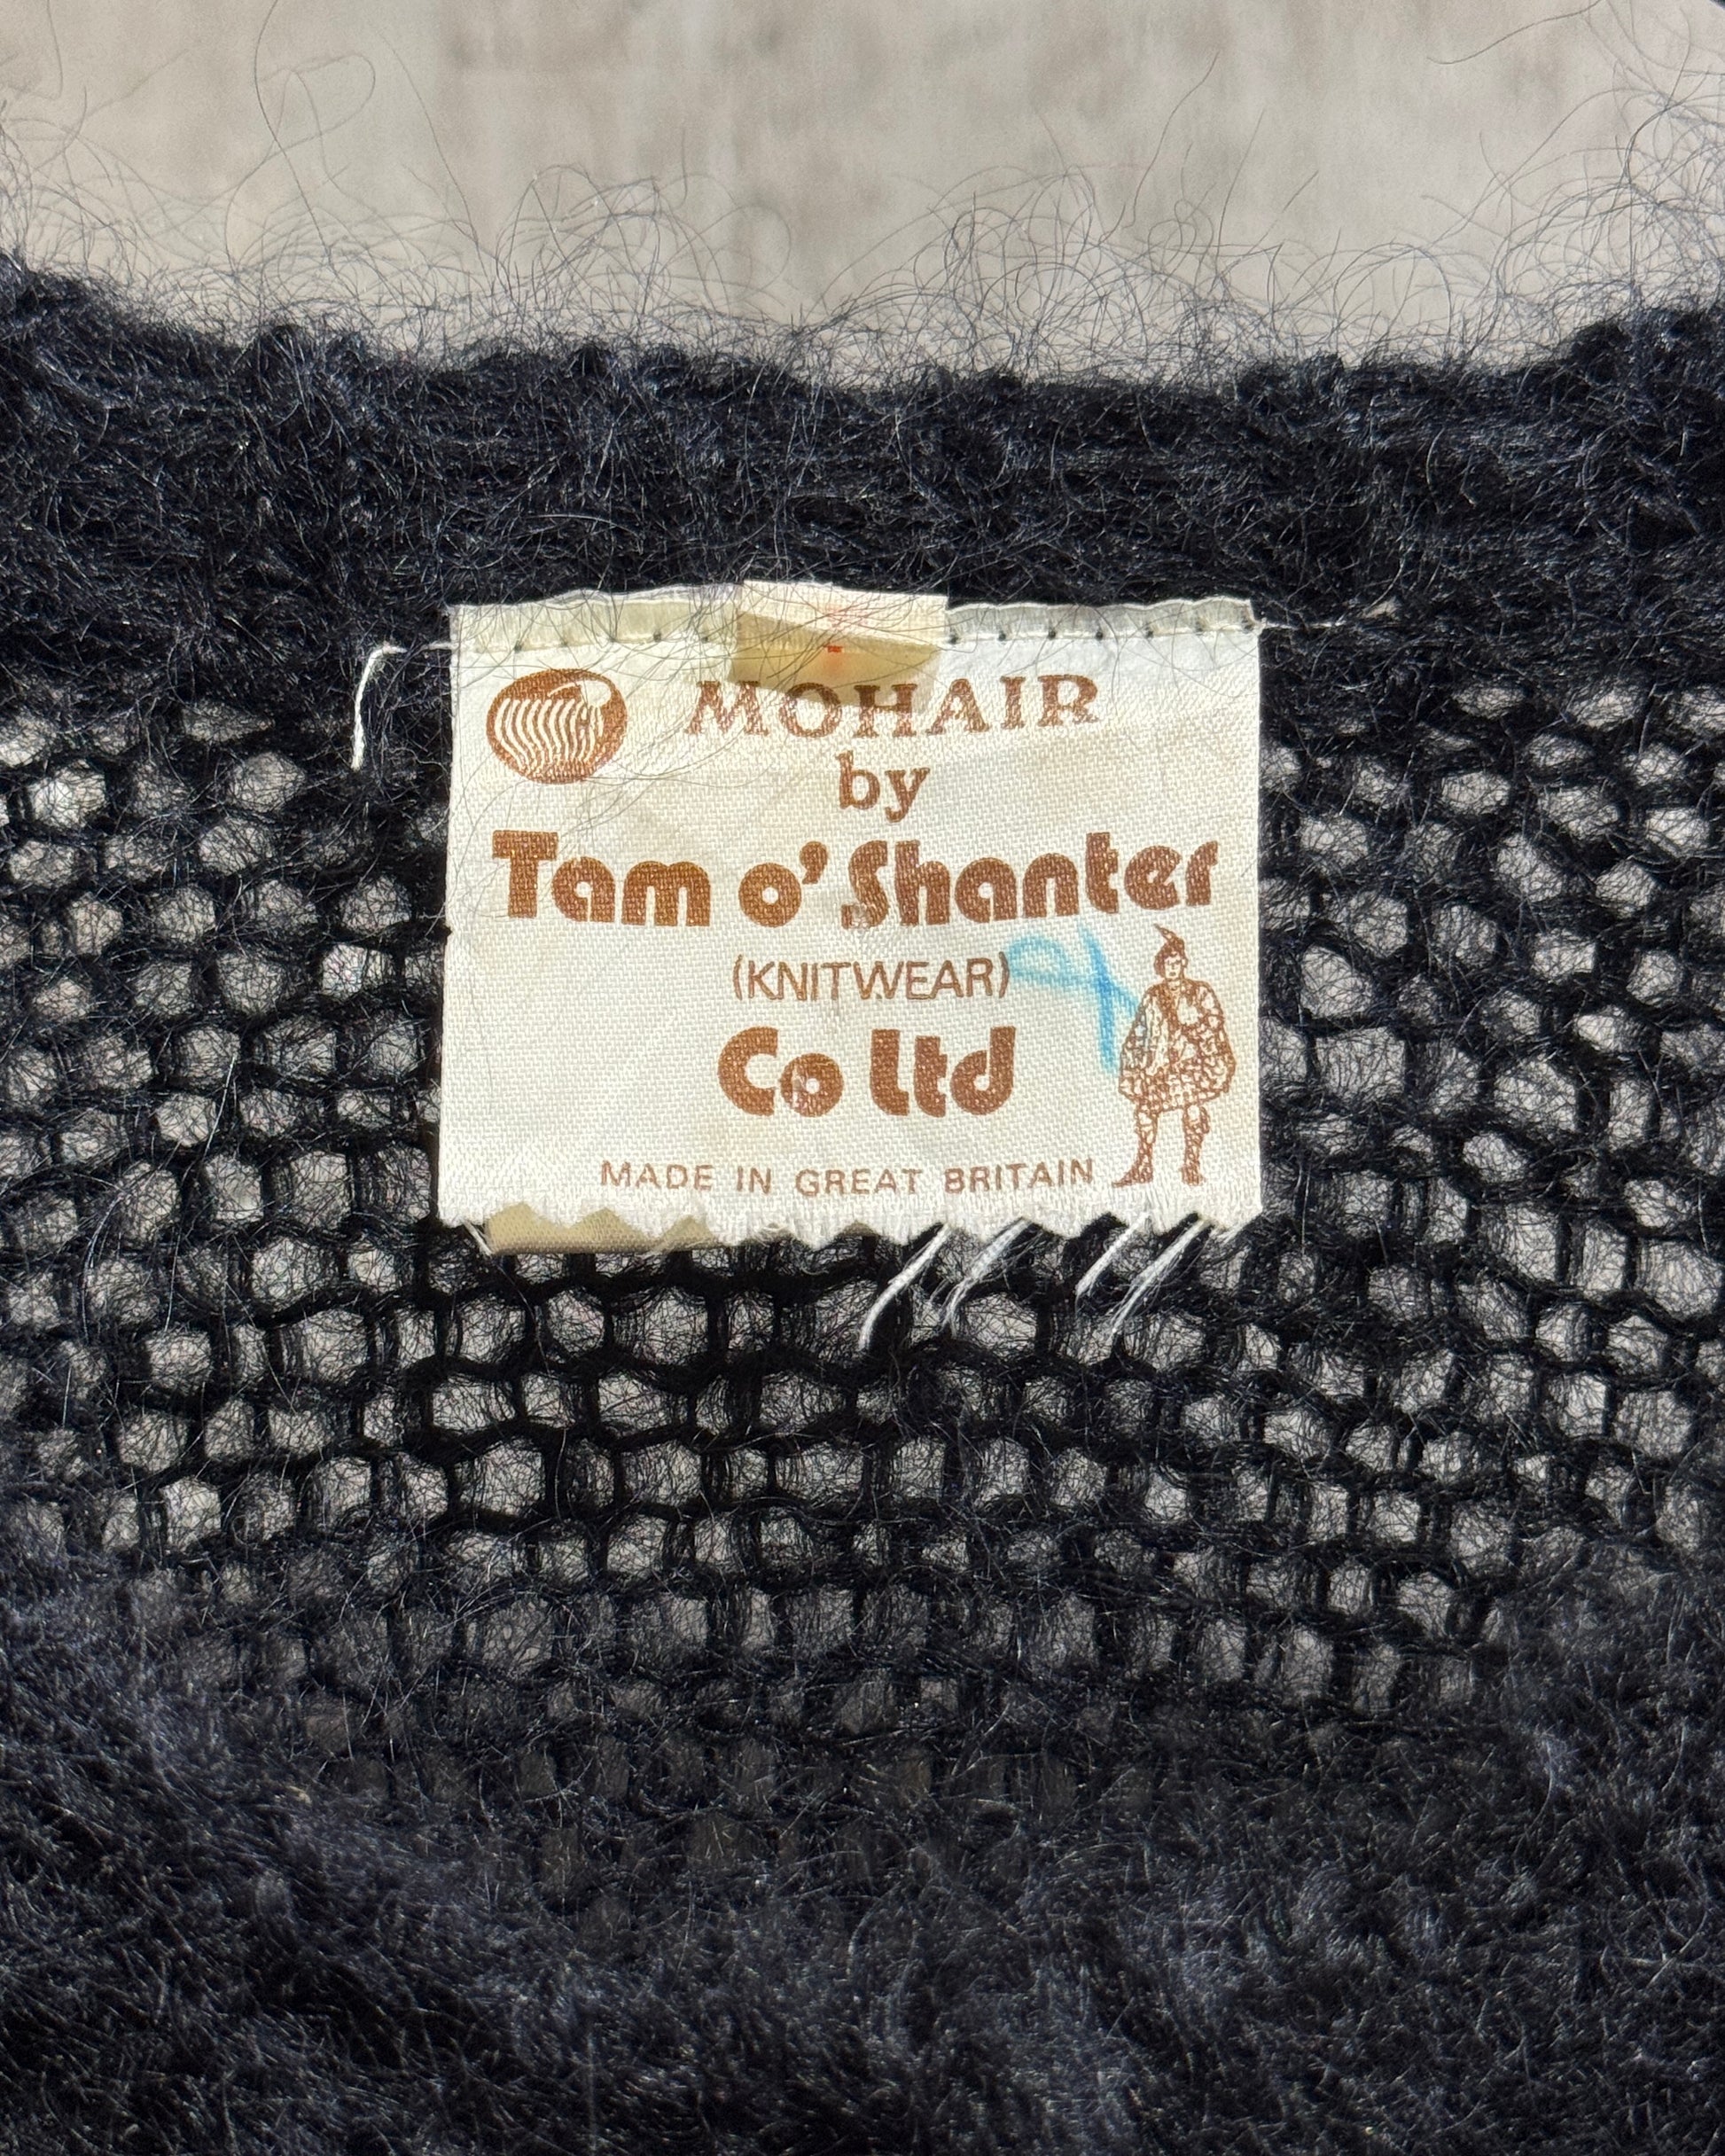 MOHAIR
by
Tam o' Shanter
(KNITWEAR)
Co Ltd
MADE IN GREAT BRITAIN